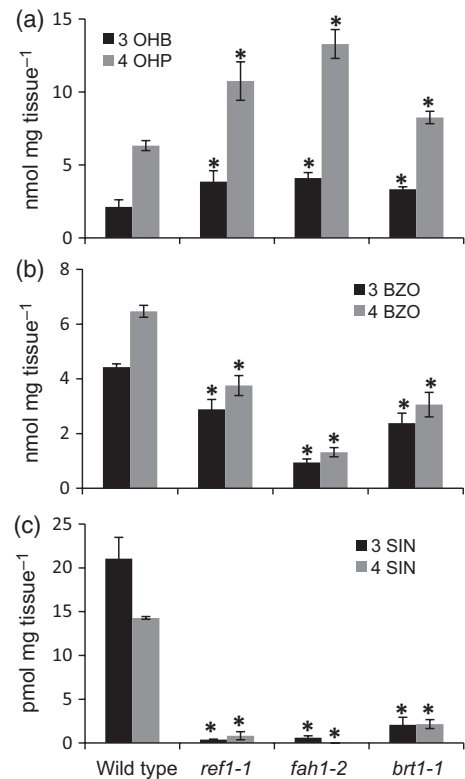 (a)
3 OHB
4 OHP
nmol mg tissue⁻¹
15
10
5
0
* * * * * *
(b)
3 BZO
4 BZO
nmol mg tissue⁻¹
8
6
4
2
0
* * * * * *
(c)
3 SIN
4 SIN
pmol mg tissue⁻¹
25
20
15
10
5
0
* * * * * *
Wild type ref1-1 fah1-2 brt1-1